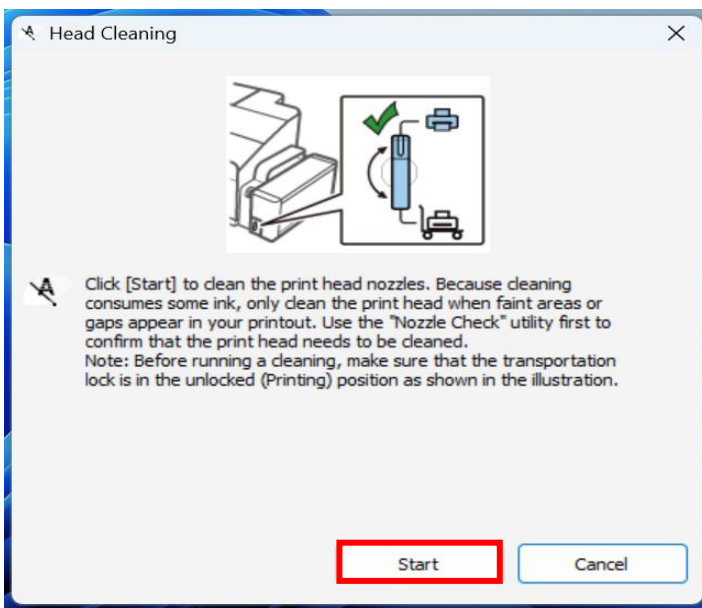 Head Cleaning
Click [Start] to clean the print head nozzles. Because cleaning
consumes some ink, only clean the print head when faint areas or
gaps appear in your printout. Use the "Nozzle Check" utility first to
confirm that the print head needs to be cleaned.
Note: Before running a cleaning, make sure that the transportation
lock is in the unlocked (Printing) position as shown in the illustration.
Start
Cancel